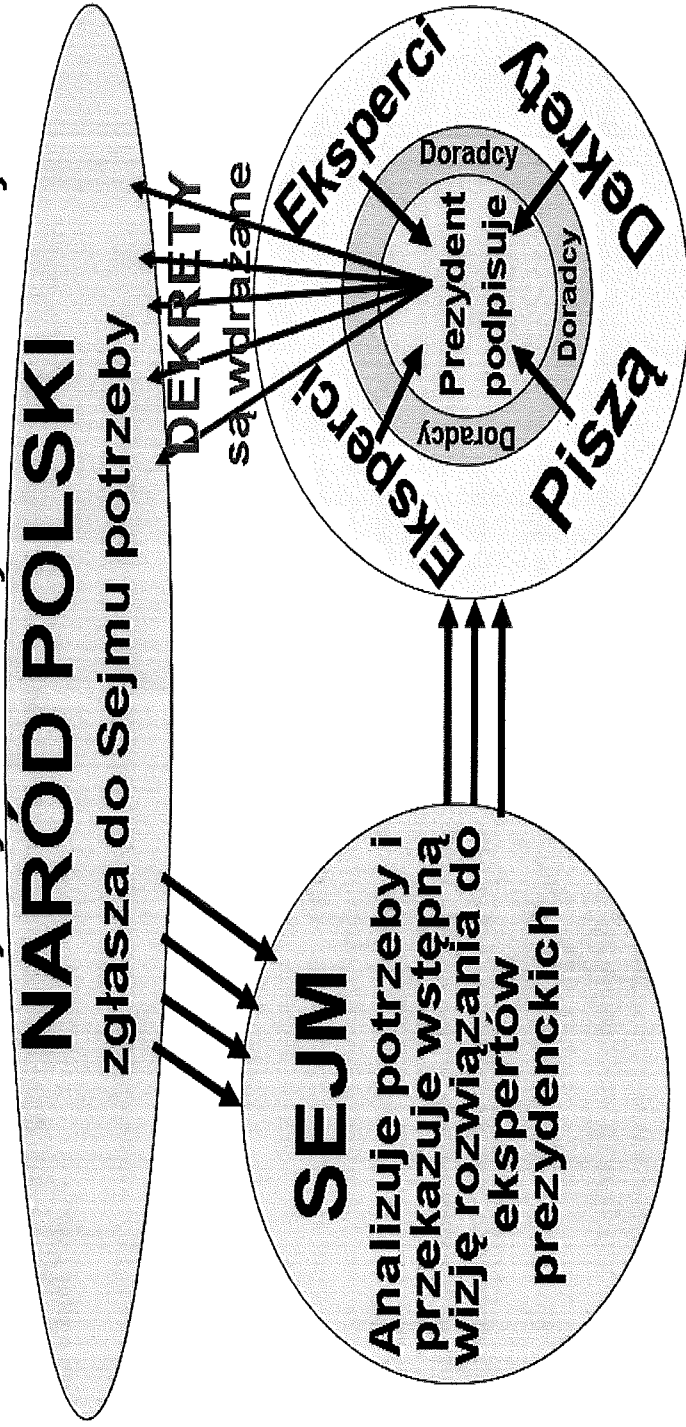 NARÓD POLSKI
zgłasza do Sejmu potrzeby
DEKRETY
są wdrażane
SEJM
Analizuje potrzeby i
przekazuje wstępną
wizję rozwiązania do
ekspertów
prezydenckich
Eksperci
Eksperci
Piszą
Dekrety
Doradcy
Doradcy
Doradcy
Prezydent
podpisuje